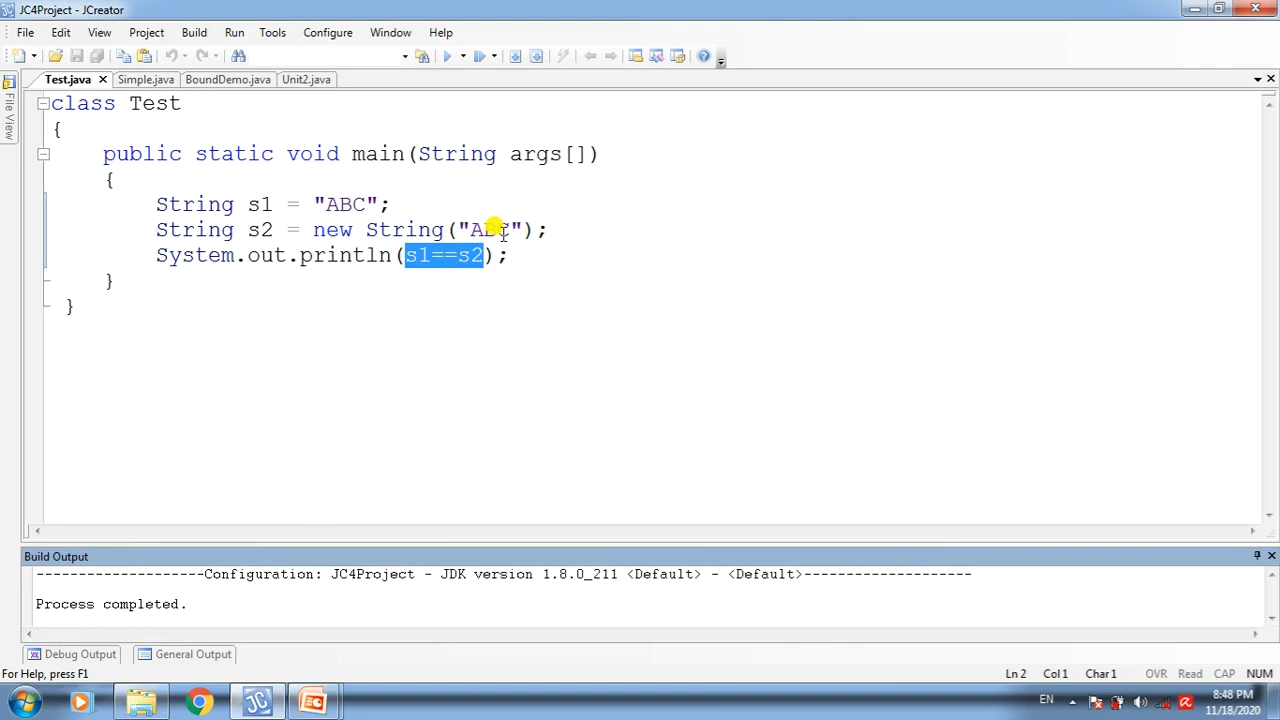 JC4Project - JCreator
File Edit View Project Build Run Tools Configure Window Help
Test.java Simple.java BoundDemo.java Unit2.java
File View
class Test
{
public static void main(String args[])
{
String s1 = "ABC";
String s2 = new String("ABC");
System.out.println(s1==s2);
}
}
Build Output
--------------------Configuration: JC4Project - JDK version 1.8.0_211 <Default> - <Default>--------------------
Process completed.
Debug Output General Output
For Help, press F1 Ln 2 Col 1 Char 1 OVR Read CAP NUM
JC EN 8:48 PM
11/18/2020